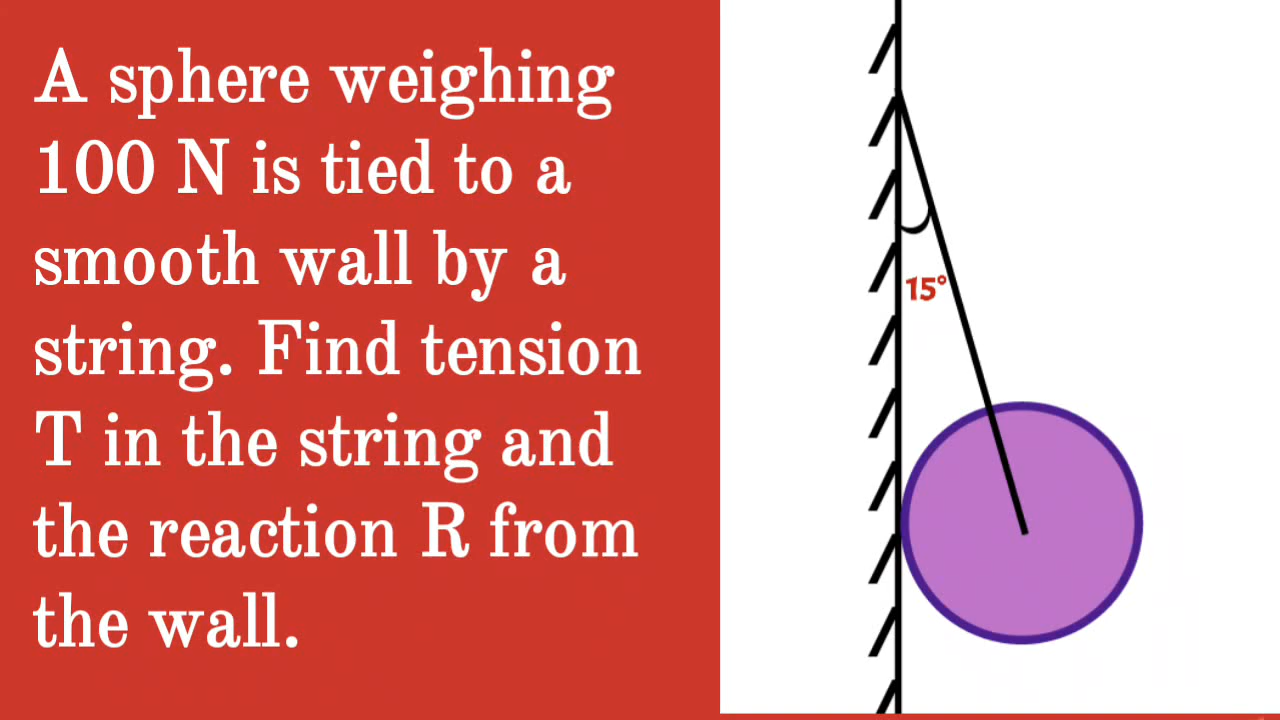 A sphere weighing
100 N is tied to a
smooth wall by a
string. Find tension
T in the string and
the reaction R from
the wall.
15°